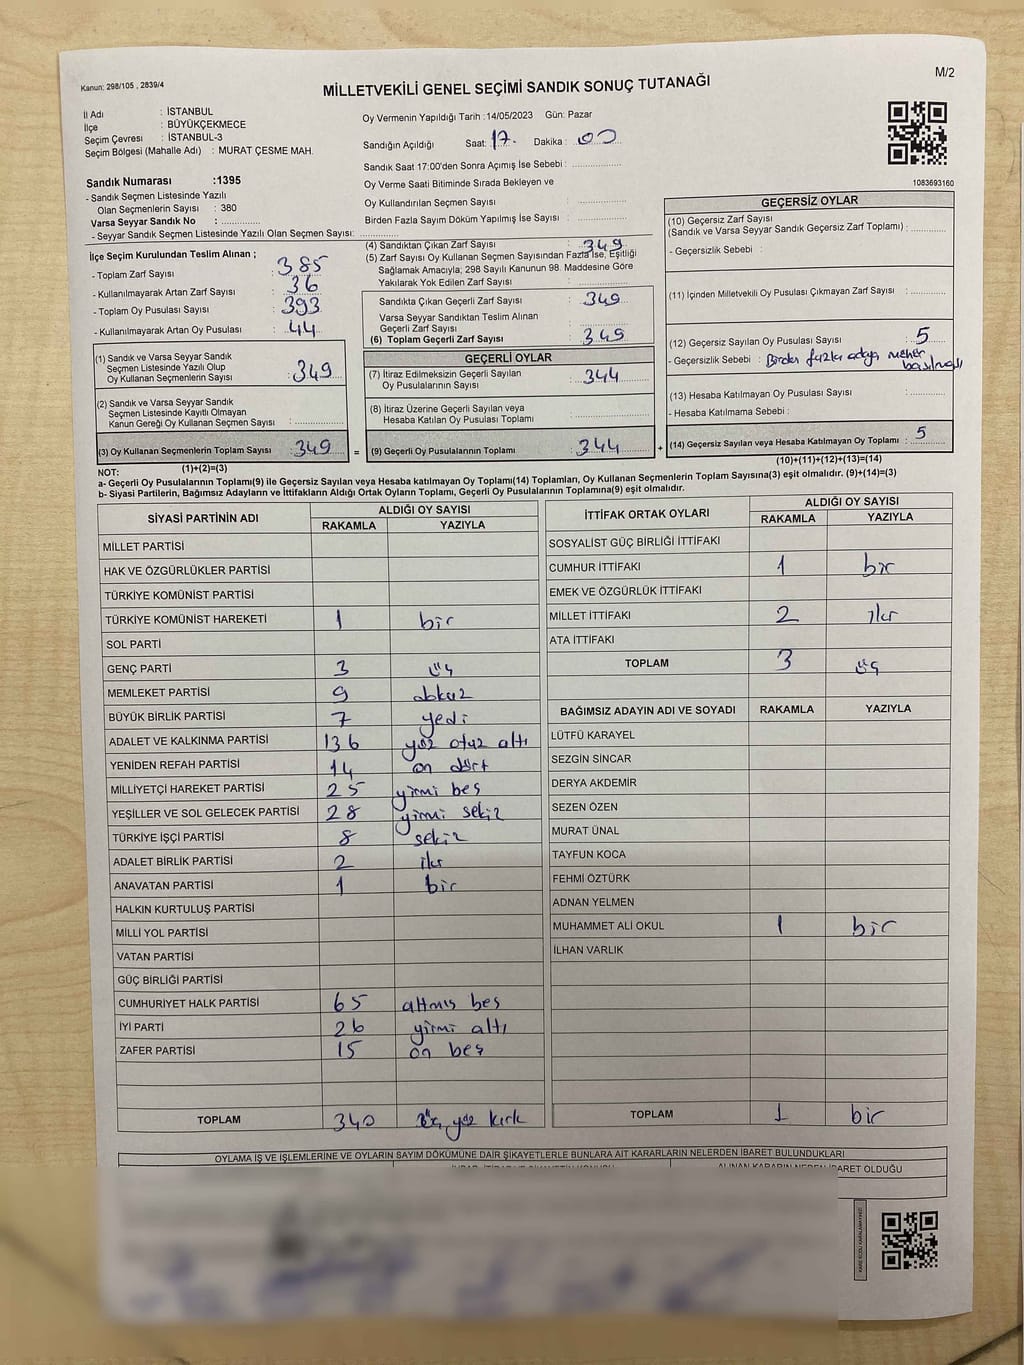 Kanun: 298/105 , 2839/4
MİLLETVEKİLİ GENEL SEÇİMİ SANDIK SONUÇ TUTANAĞI
M/2
İl Adı : İSTANBUL
İlçe : BÜYÜKÇEKMECE
Seçim Çevresi : İSTANBUL-3
Seçim Bölgesi (Mahalle Adı) : MURAT ÇESME MAH.
Sandık Numarası :1395
- Sandık Seçmen Listesinde Yazılı
Olan Seçmenlerin Sayısı : 380
Varsa Seyyar Sandık No : ..............
- Seyyar Sandık Seçmen Listesinde Yazılı Olan Seçmen Sayısı: ..............
Oy Vermenin Yapıldığı Tarih :14/05/2023 Gün: Pazar
Sandığın Açıldığı Saat: 17. Dakika: 00
Sandık Saat 17:00'den Sonra Açımış İse Sebebi : ..............
Oy Verme Saati Bitiminde Sırada Bekleyen ve
Oy Kullandırılan Seçmen Sayısı : ..............
Birden Fazla Sayım Döküm Yapılmış İse Sayısı : ..............
1083693160
İlçe Seçim Kurulundan Teslim Alınan ;
- Toplam Zarf Sayısı : 385
- Kullanılmayarak Artan Zarf Sayısı : 36
- Toplam Oy Pusulası Sayısı : 393
- Kullanılmayarak Artan Oy Pusulası : 44
(1) Sandık ve Varsa Seyyar Sandık
Seçmen Listesinde Yazılı Olup
Oy Kullanan Seçmenlerin Sayısı : 349
(2) Sandık ve Varsa Seyyar Sandık
Seçmen Listesinde Kayıtlı Olmayan
Kanun Gereği Oy Kullanan Seçmen Sayısı : ..............
(3) Oy Kullanan Seçmenlerin Toplam Sayısı : 349
(1)+(2)=(3)
(4) Sandıktan Çıkan Zarf Sayısı : 349
(5) Zarf Sayısı Oy Kullanan Seçmen Sayısından Fazla İse, Eşitliği
Sağlamak Amacıyla; 298 Sayılı Kanunun 98. Maddesine Göre
Yakılarak Yok Edilen Zarf Sayısı : ..............
Sandıkta Çıkan Geçerli Zarf Sayısı : 349
Varsa Seyyar Sandıktan Teslim Alınan
Geçerli Zarf Sayısı : ..............
(6) Toplam Geçerli Zarf Sayısı : 349
GEÇERLİ OYLAR
(7) İtiraz Edilmeksizin Geçerli Sayılan
Oy Pusulalarının Sayısı : 344
(8) İtiraz Üzerine Geçerli Sayılan veya
Hesaba Katılan Oy Pusulası Toplamı : ..............
= (9) Geçerli Oy Pusulalarının Toplamı : 344 +
GEÇERSİZ OYLAR
(10) Geçersiz Zarf Sayısı
(Sandık ve Varsa Seyyar Sandık Geçersiz Zarf Toplamı) : ..............
- Geçersizlik Sebebi :
(11) İçinden Milletvekili Oy Pusulası Çıkmayan Zarf Sayısı : ..............
(12) Geçersiz Sayılan Oy Pusulası Sayısı : 5
- Geçersizlik Sebebi : Birden fazla adaya mühür
basılması
(13) Hesaba Katılmayan Oy Pusulası Sayısı : ..............
- Hesaba Katılmama Sebebi :
(14) Geçersiz Sayılan veya Hesaba Katılmayan Oy Toplamı : 5
(10)+(11)+(12)+(13)=(14)
NOT:
a- Geçerli Oy Pusulalarının Toplamı(9) ile Geçersiz Sayılan veya Hesaba katılmayan Oy Toplamı(14) Toplamları, Oy Kullanan Seçmenlerin Toplam Sayısına(3) eşit olmalıdır. (9)+(14)=(3)
b- Siyasi Partilerin, Bağımsız Adayların ve İttifakların Aldığı Ortak Oyların Toplamı, Geçerli Oy Pusulalarının Toplamına(9) eşit olmalıdır.
SİYASİ PARTİNİN ADI ALDIĞI OY SAYISI
RAKAMLA YAZIYLA
MİLLET PARTİSİ
HAK VE ÖZGÜRLÜKLER PARTİSİ
TÜRKİYE KOMÜNİST PARTİSİ
TÜRKİYE KOMÜNİST HAREKETİ 1 bir
SOL PARTİ
GENÇ PARTİ 3 üç
MEMLEKET PARTİSİ 9 dokuz
BÜYÜK BİRLİK PARTİSİ 7 yedi
ADALET VE KALKINMA PARTİSİ 136 yüz otuz altı
YENİDEN REFAH PARTİSİ 14 on dört
MİLLİYETÇİ HAREKET PARTİSİ 25 yirmi beş
YEŞİLLER VE SOL GELECEK PARTİSİ 28 yirmi sekiz
TÜRKİYE İŞÇİ PARTİSİ 8 sekiz
ADALET BİRLİK PARTİSİ 2 iki
ANAVATAN PARTİSİ 1 bir
HALKIN KURTULUŞ PARTİSİ
MİLLİ YOL PARTİSİ
VATAN PARTİSİ
GÜÇ BİRLİĞİ PARTİSİ
CUMHURİYET HALK PARTİSİ 65 altmış beş
İYİ PARTİ 26 yirmi altı
ZAFER PARTİSİ 15 on beş
TOPLAM 340 üç yüz kırk
İTTİFAK ORTAK OYLARI ALDIĞI OY SAYISI
RAKAMLA YAZIYLA
SOSYALİST GÜÇ BİRLİĞİ İTTİFAKI
CUMHUR İTTİFAKI 1 bir
EMEK VE ÖZGÜRLÜK İTTİFAKI
MİLLET İTTİFAKI 2 iki
ATA İTTİFAKI
TOPLAM 3 üç
BAĞIMSIZ ADAYIN ADI VE SOYADI RAKAMLA YAZIYLA
LÜTFÜ KARAYEL
SEZGİN SİNCAR
DERYA AKDEMİR
SEZEN ÖZEN
MURAT ÜNAL
TAYFUN KOCA
FEHMİ ÖZTÜRK
ADNAN YELMEN
MUHAMMET ALİ OKUL 1 bir
İLHAN VARLIK
TOPLAM 1 bir
OYLAMA İŞ VE İŞLEMLERİNE VE OYLARIN SAYIM DÖKÜMÜNE DAİR ŞİKAYETLERLE BUNLARA AİT KARARLARIN NELERDEN İBARET BULUNDUKLARI
ALINAN KARARIN NEDEN İBARET OLDUĞU